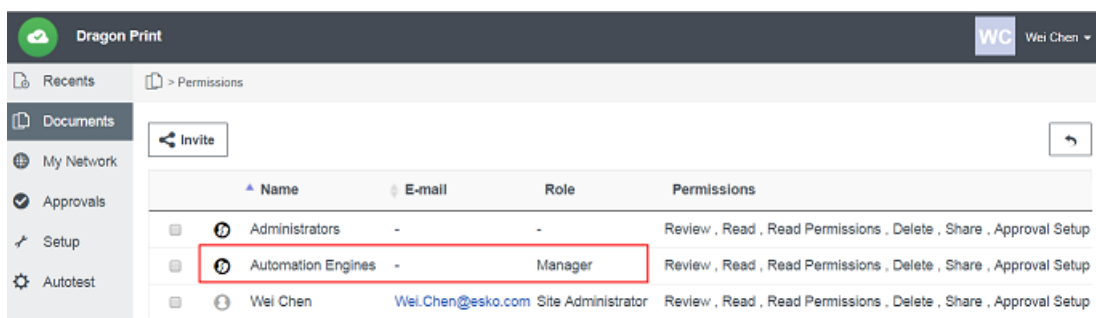 Dragon Print
WC Wei Chen
Recents
> Permissions
Documents
Invite
My Network
Name E-mail Role Permissions
Approvals
Administrators - - Review , Read , Read Permissions , Delete , Share , Approval Setup
Setup
Automation Engines - Manager Review , Read , Read Permissions , Delete , Share , Approval Setup
Autotest
Wei Chen Wei.Chen@esko.com Site Administrator Review , Read , Read Permissions , Delete , Share , Approval Setup